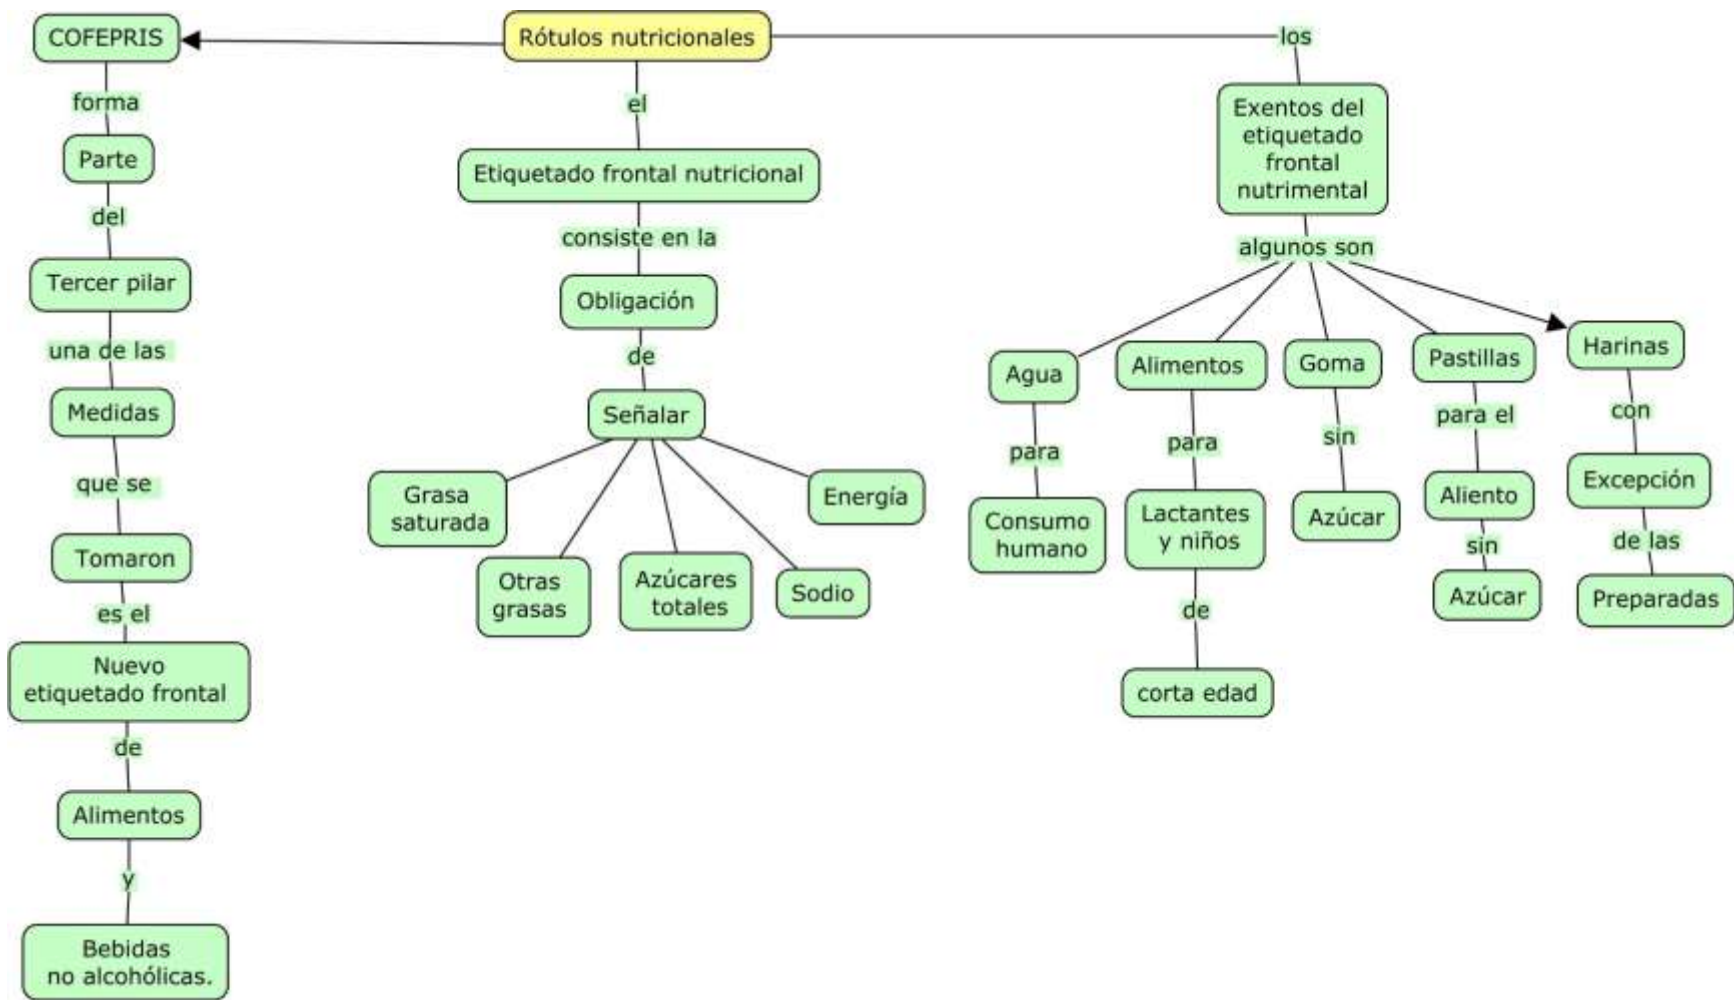 Rótulos nutricionales
COFEPRIS
forma
Parte
del
Tercer pilar
una de las
Medidas
que se
Tomaron
es el
Nuevo
etiquetado frontal
de
Alimentos
y
Bebidas
no alcohólicas.
el
Etiquetado frontal nutricional
consiste en la
Obligación
de
Señalar
Grasa
saturada
Otras
grasas
Azúcares
totales
Sodio
Energía
los
Exentos del
etiquetado
frontal
nutrimental
algunos son
Agua
para
Consumo
humano
Alimentos
para
Lactantes
y niños
de
corta edad
Goma
sin
Azúcar
Pastillas
para el
Aliento
sin
Azúcar
Harinas
con
Excepción
de las
Preparadas